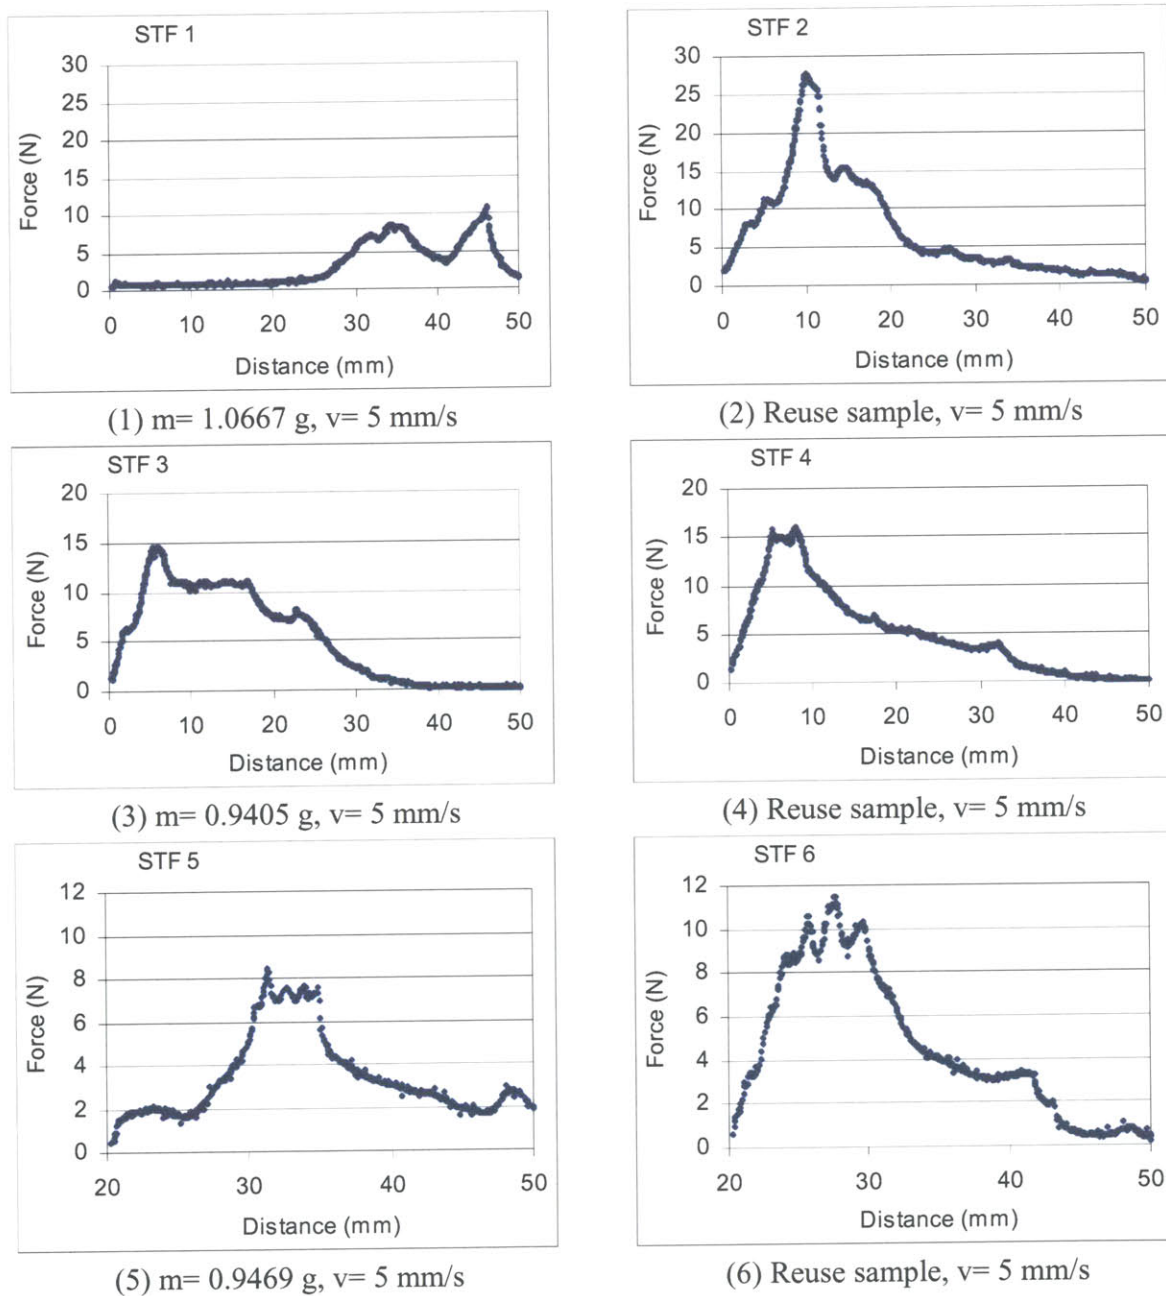 STF 1
30
25
20
15
10
5
0
Force (N)
0 10 20 30 40 50
Distance (mm)
(1) m= 1.0667 g, v= 5 mm/s
STF 2
30
25
20
15
10
5
0
Force (N)
0 10 20 30 40 50
Distance (mm)
(2) Reuse sample, v= 5 mm/s
STF 3
20
15
10
5
0
Force (N)
0 10 20 30 40 50
Distance (mm)
(3) m= 0.9405 g, v= 5 mm/s
STF 4
20
15
10
5
0
Force (N)
0 10 20 30 40 50
Distance (mm)
(4) Reuse sample, v= 5 mm/s
STF 5
12
10
8
6
4
2
0
Force (N)
20 30 40 50
Distance (mm)
(5) m= 0.9469 g, v= 5 mm/s
STF 6
12
10
8
6
4
2
0
Force (N)
20 30 40 50
Distance (mm)
(6) Reuse sample, v= 5 mm/s